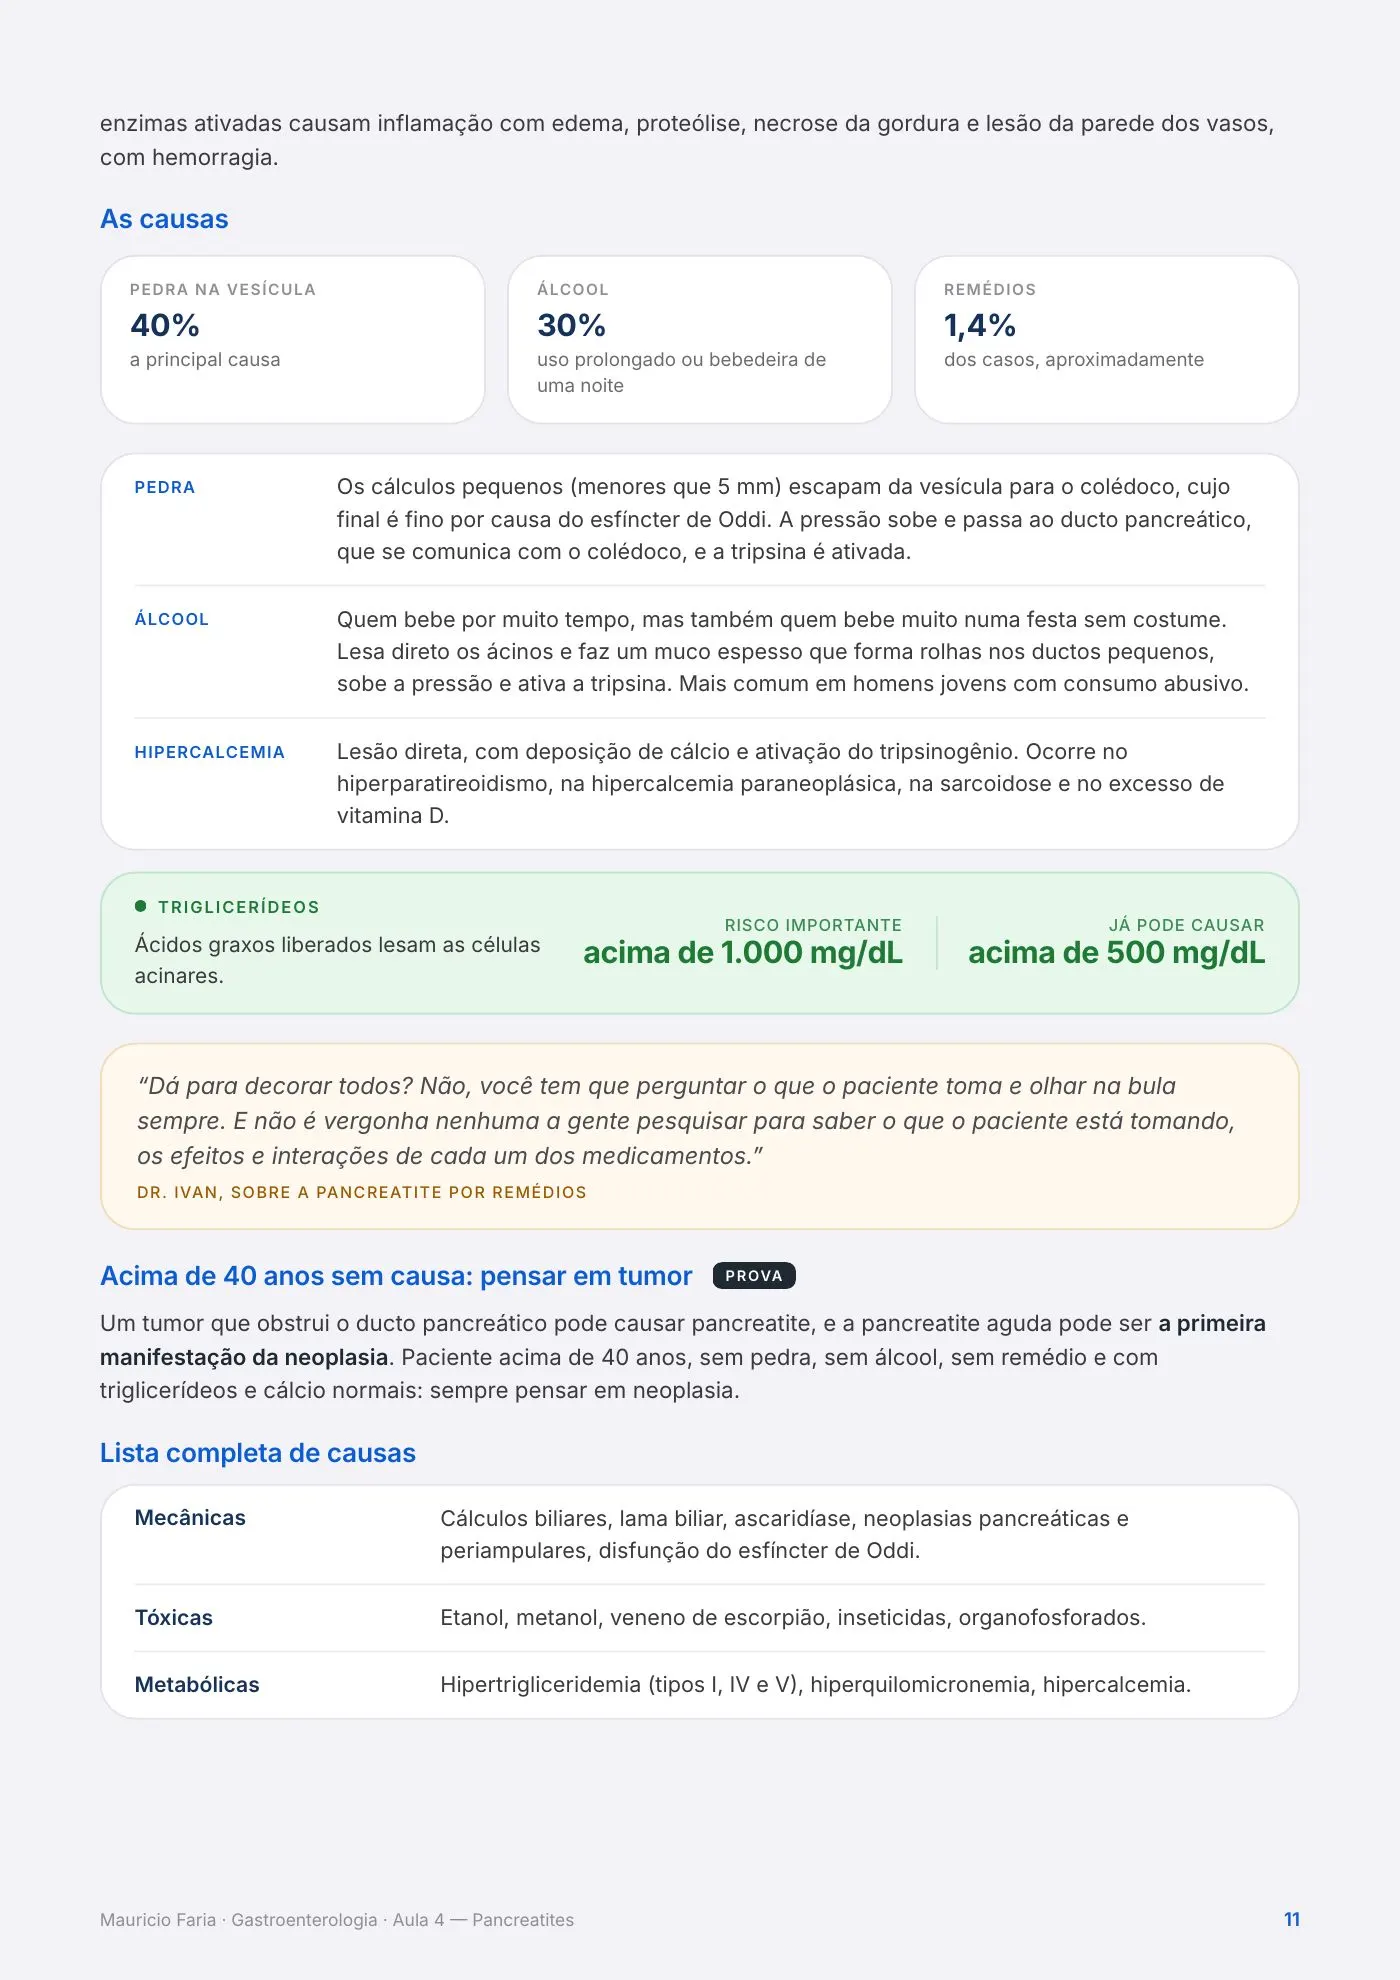 enzimas ativadas causam inflamação com edema, proteólise, necrose da gordura e lesão da parede dos vasos,
com hemorragia.
As causas
PEDRA NA VESÍCULA
40%
a principal causa
ÁLCOOL
30%
uso prolongado ou bebedeira de
uma noite
REMÉDIOS
1,4%
dos casos, aproximadamente
PEDRA
Os cálculos pequenos (menores que 5 mm) escapam da vesícula para o colédoco, cujo
final é fino por causa do esfíncter de Oddi. A pressão sobe e passa ao ducto pancreático,
que se comunica com o colédoco, e a tripsina é ativada.
ÁLCOOL
Quem bebe por muito tempo, mas também quem bebe muito numa festa sem costume.
Lesa direto os ácinos e faz um muco espesso que forma rolhas nos ductos pequenos,
sobe a pressão e ativa a tripsina. Mais comum em homens jovens com consumo abusivo.
HIPERCALCEMIA
Lesão direta, com deposição de cálcio e ativação do tripsinogênio. Ocorre no
hiperparatireoidismo, na hipercalcemia paraneoplásica, na sarcoidose e no excesso de
vitamina D.
TRIGLICERÍDEOS
Ácidos graxos liberados lesam as células
acinares.
RISCO IMPORTANTE
acima de 1.000 mg/dL
JÁ PODE CAUSAR
acima de 500 mg/dL
“Dá para decorar todos? Não, você tem que perguntar o que o paciente toma e olhar na bula
sempre. E não é vergonha nenhuma a gente pesquisar para saber o que o paciente está tomando,
os efeitos e interações de cada um dos medicamentos.”
DR. IVAN, SOBRE A PANCREATITE POR REMÉDIOS
Acima de 40 anos sem causa: pensar em tumor PROVA
Um tumor que obstrui o ducto pancreático pode causar pancreatite, e a pancreatite aguda pode ser a primeira
manifestação da neoplasia. Paciente acima de 40 anos, sem pedra, sem álcool, sem remédio e com
triglicerídeos e cálcio normais: sempre pensar em neoplasia.
Lista completa de causas
Mecânicas
Cálculos biliares, lama biliar, ascaridíase, neoplasias pancreáticas e
periampulares, disfunção do esfíncter de Oddi.
Tóxicas
Etanol, metanol, veneno de escorpião, inseticidas, organofosforados.
Metabólicas
Hipertrigliceridemia (tipos I, IV e V), hiperquilomicronemia, hipercalcemia.
Mauricio Faria · Gastroenterologia · Aula 4 — Pancreatites
11